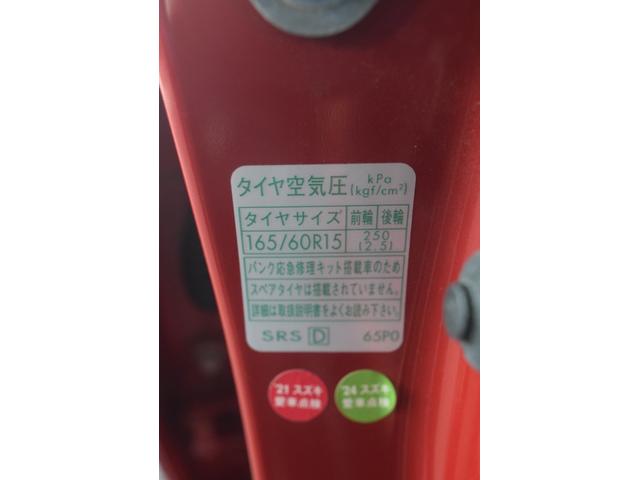 タイヤ空気圧 kPa (kgf/cm²)
タイヤサイズ 前輪 後輪
165/60R15 250 (2.5)
パンク応急修理キット搭載車のため
スペアタイヤは搭載されていません。
詳細は取扱説明書をよくお読み下さい。
SRS D 65P0
'21 スズキ
愛車点検
'24 スズキ
愛車点検